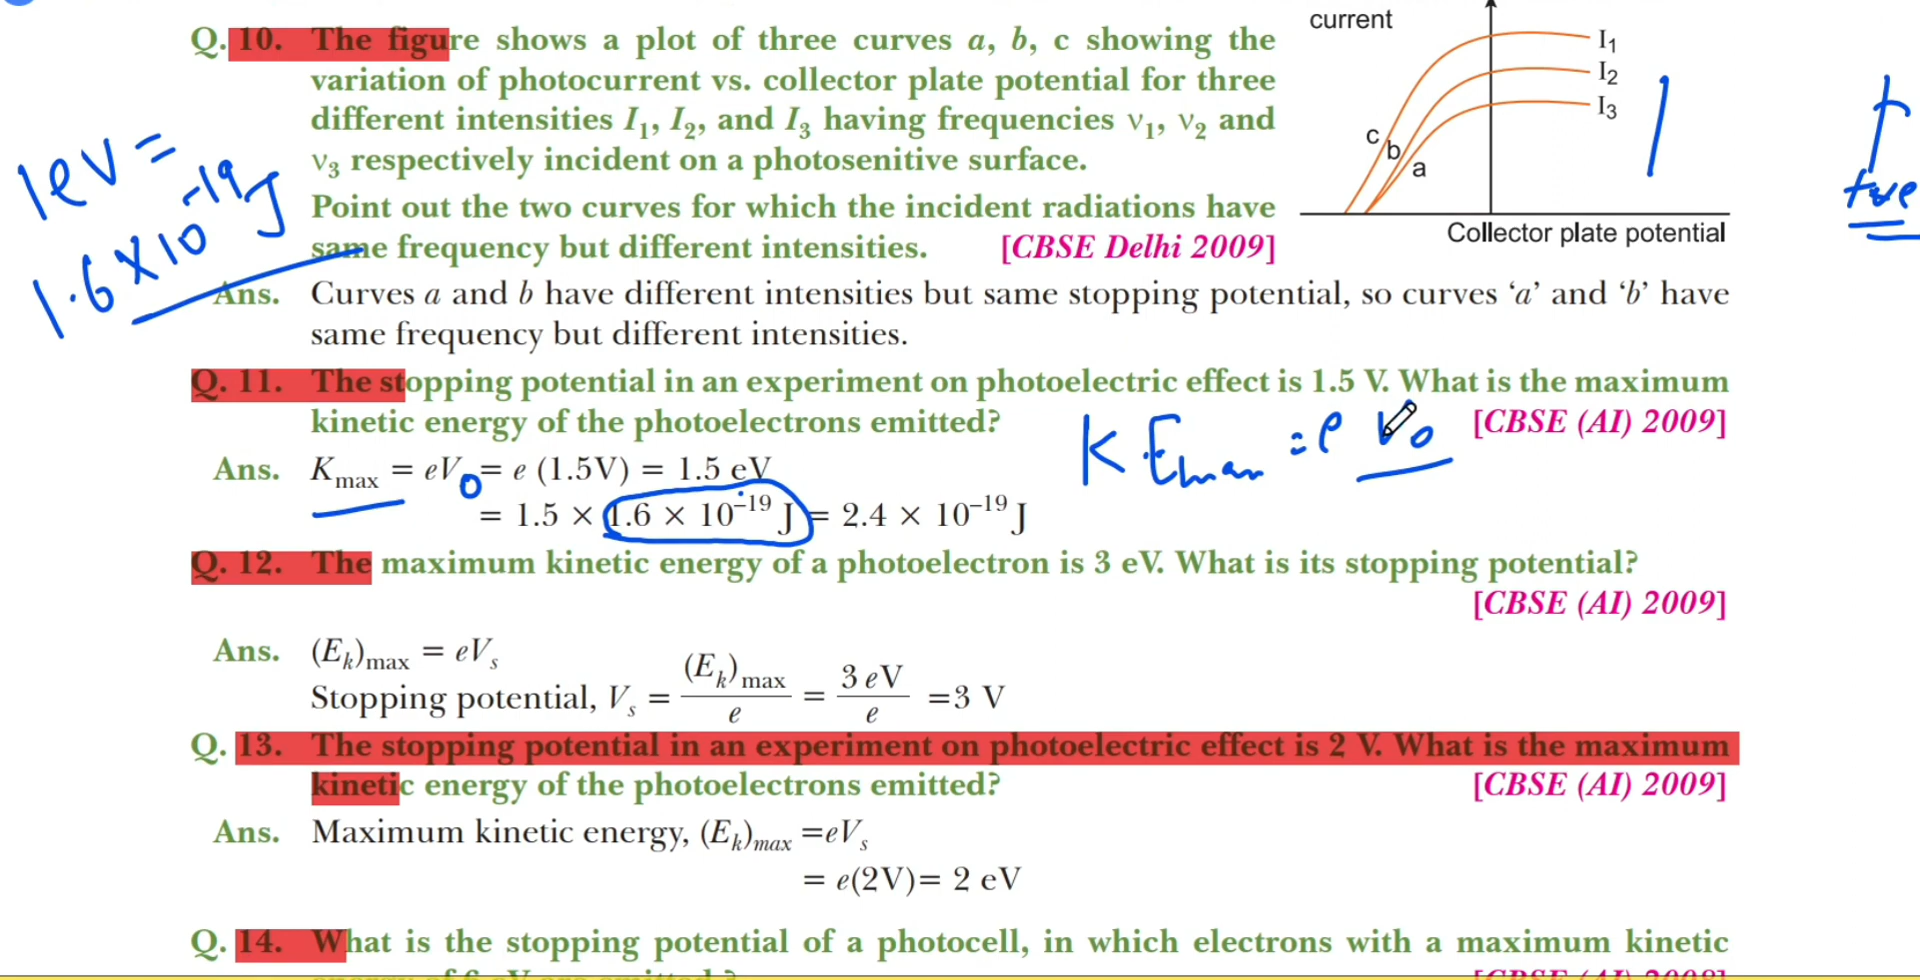 Q. 10. The figure shows a plot of three curves a, b, c showing the
variation of photocurrent vs. collector plate potential for three
different intensities I₁, I₂, and I₃ having frequencies ν₁, ν₂ and
ν₃ respectively incident on a photosenitive surface.
Point out the two curves for which the incident radiations have
same frequency but different intensities. [CBSE Delhi 2009]
current
I₁
I₂
I₃
c
b
a
Collector plate potential
1eV =
1.6×10⁻¹⁹J
Ans. Curves a and b have different intensities but same stopping potential, so curves ‘a’ and ‘b’ have
same frequency but different intensities.
Q. 11. The stopping potential in an experiment on photoelectric effect is 1.5 V. What is the maximum
kinetic energy of the photoelectrons emitted? [CBSE (AI) 2009]
KEmax = eV₀
Ans. Kmax = eV₀ = e (1.5V) = 1.5 eV
= 1.5 × 1.6 × 10⁻¹⁹ J = 2.4 × 10⁻¹⁹ J
Q. 12. The maximum kinetic energy of a photoelectron is 3 eV. What is its stopping potential?
[CBSE (AI) 2009]
Ans. (Eₖ)max = eVₛ
Stopping potential, Vₛ = (Eₖ)max / e = 3 eV / e =3 V
Q. 13. The stopping potential in an experiment on photoelectric effect is 2 V. What is the maximum
kinetic energy of the photoelectrons emitted? [CBSE (AI) 2009]
Ans. Maximum kinetic energy, (Eₖ)max =eVₛ
= e(2V)= 2 eV
Q. 14. What is the stopping potential of a photocell, in which electrons with a maximum kinetic